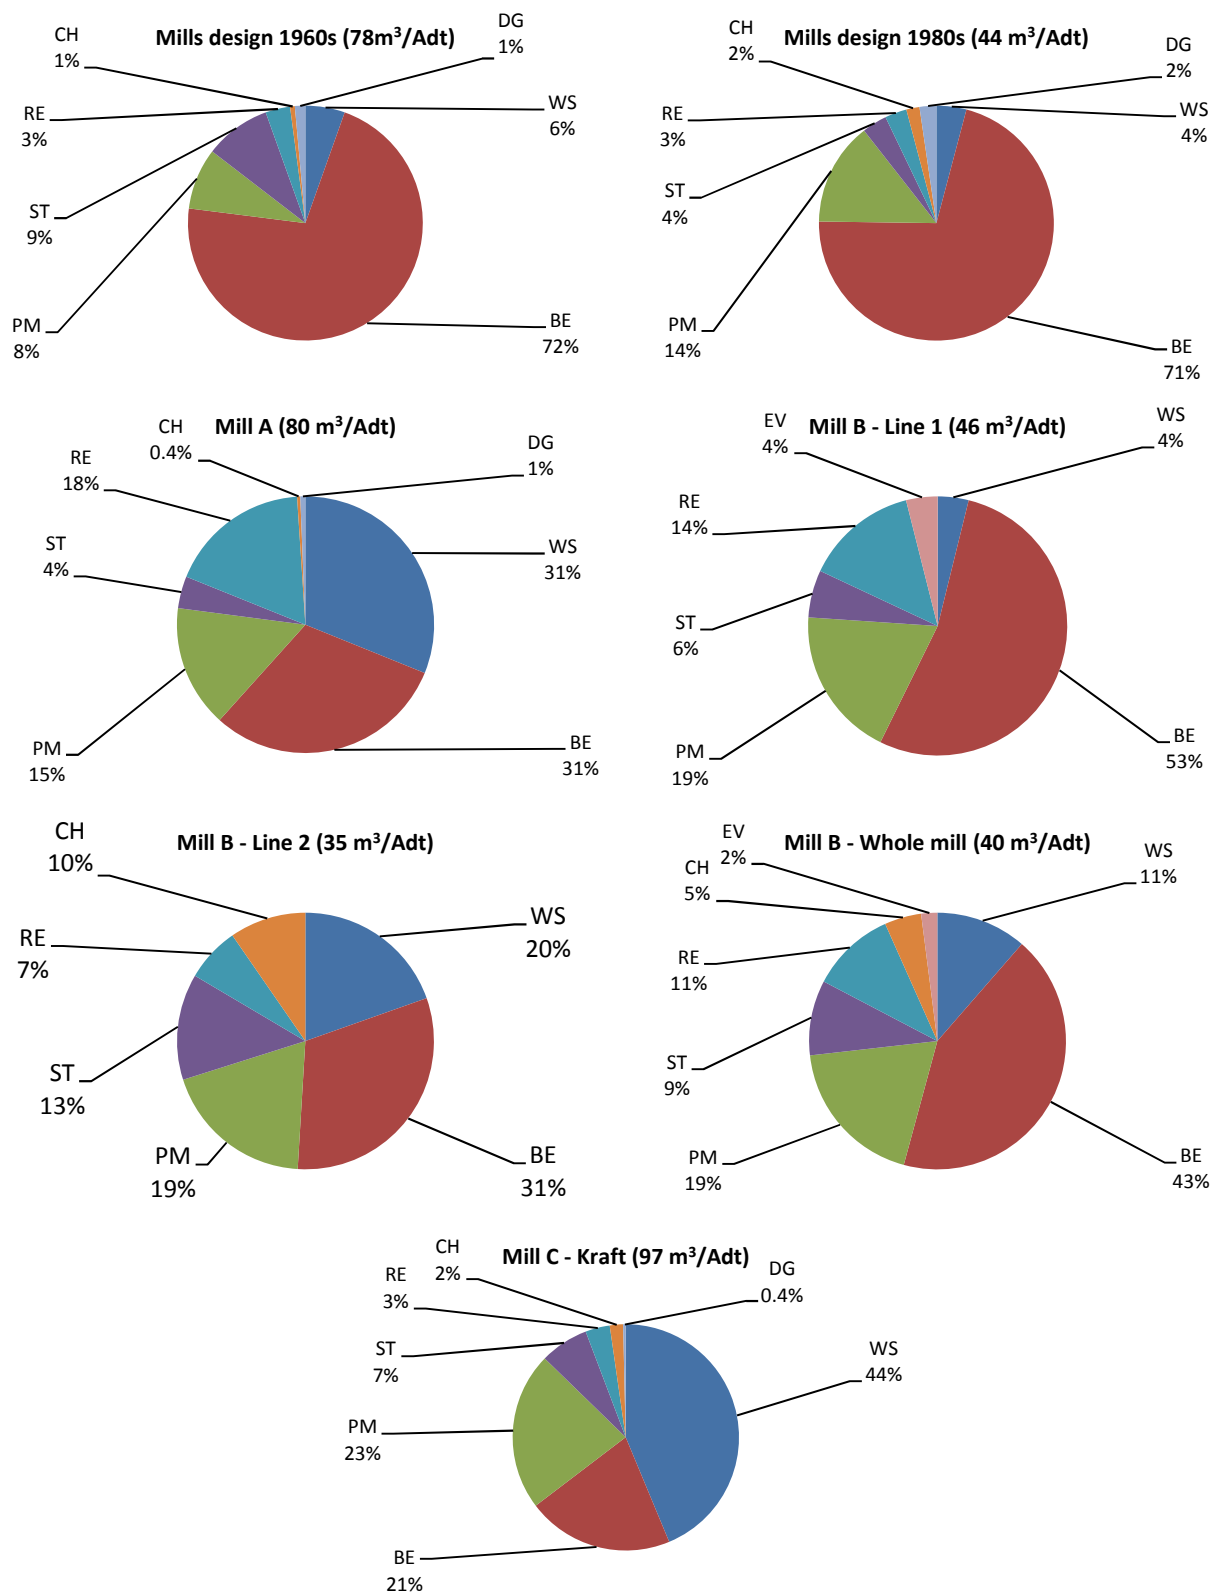 Mills design 1960s (78m³/Adt)
CH
1%
DG
1%
RE
3%
WS
6%
ST
9%
PM
8%
BE
72%
Mills design 1980s (44 m³/Adt)
CH
2%
DG
2%
RE
3%
WS
4%
ST
4%
PM
14%
BE
71%
Mill A (80 m³/Adt)
CH
0.4%
DG
1%
RE
18%
WS
31%
ST
4%
PM
15%
BE
31%
Mill B - Line 1 (46 m³/Adt)
EV
4%
WS
4%
RE
14%
ST
6%
PM
19%
BE
53%
Mill B - Line 2 (35 m³/Adt)
CH
10%
WS
20%
RE
7%
ST
13%
PM
19%
BE
31%
Mill B - Whole mill (40 m³/Adt)
EV
2%
WS
11%
CH
5%
RE
11%
ST
9%
PM
19%
BE
43%
Mill C - Kraft (97 m³/Adt)
CH
2%
DG
0.4%
RE
3%
WS
44%
ST
7%
PM
23%
BE
21%